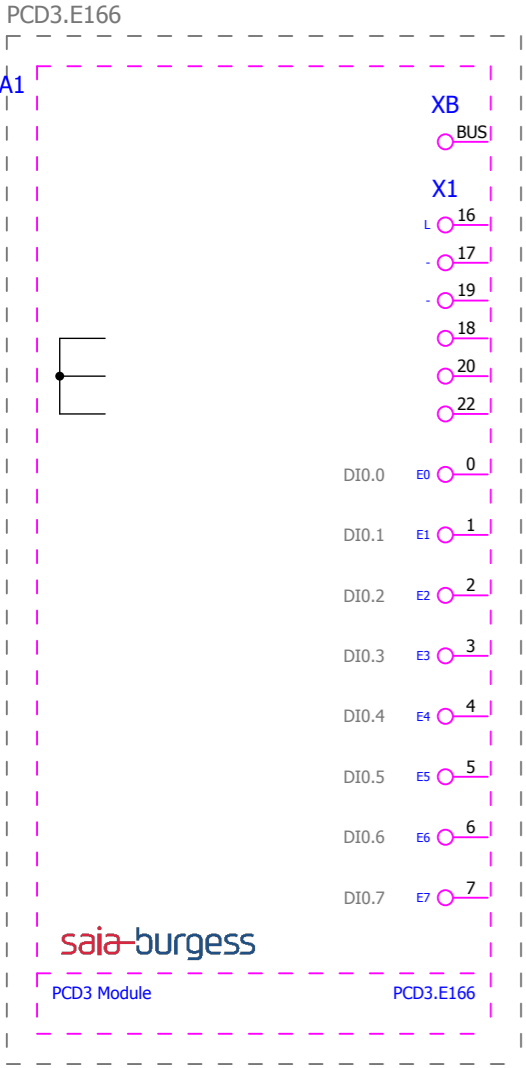 PCD3.E166
A1
XB
BUS
X1
L 16
- 17
- 19
18
20
22
DI0.0 E0 0
DI0.1 E1 1
DI0.2 E2 2
DI0.3 E3 3
DI0.4 E4 4
DI0.5 E5 5
DI0.6 E6 6
DI0.7 E7 7
saia-burgess
PCD3 Module PCD3.E166